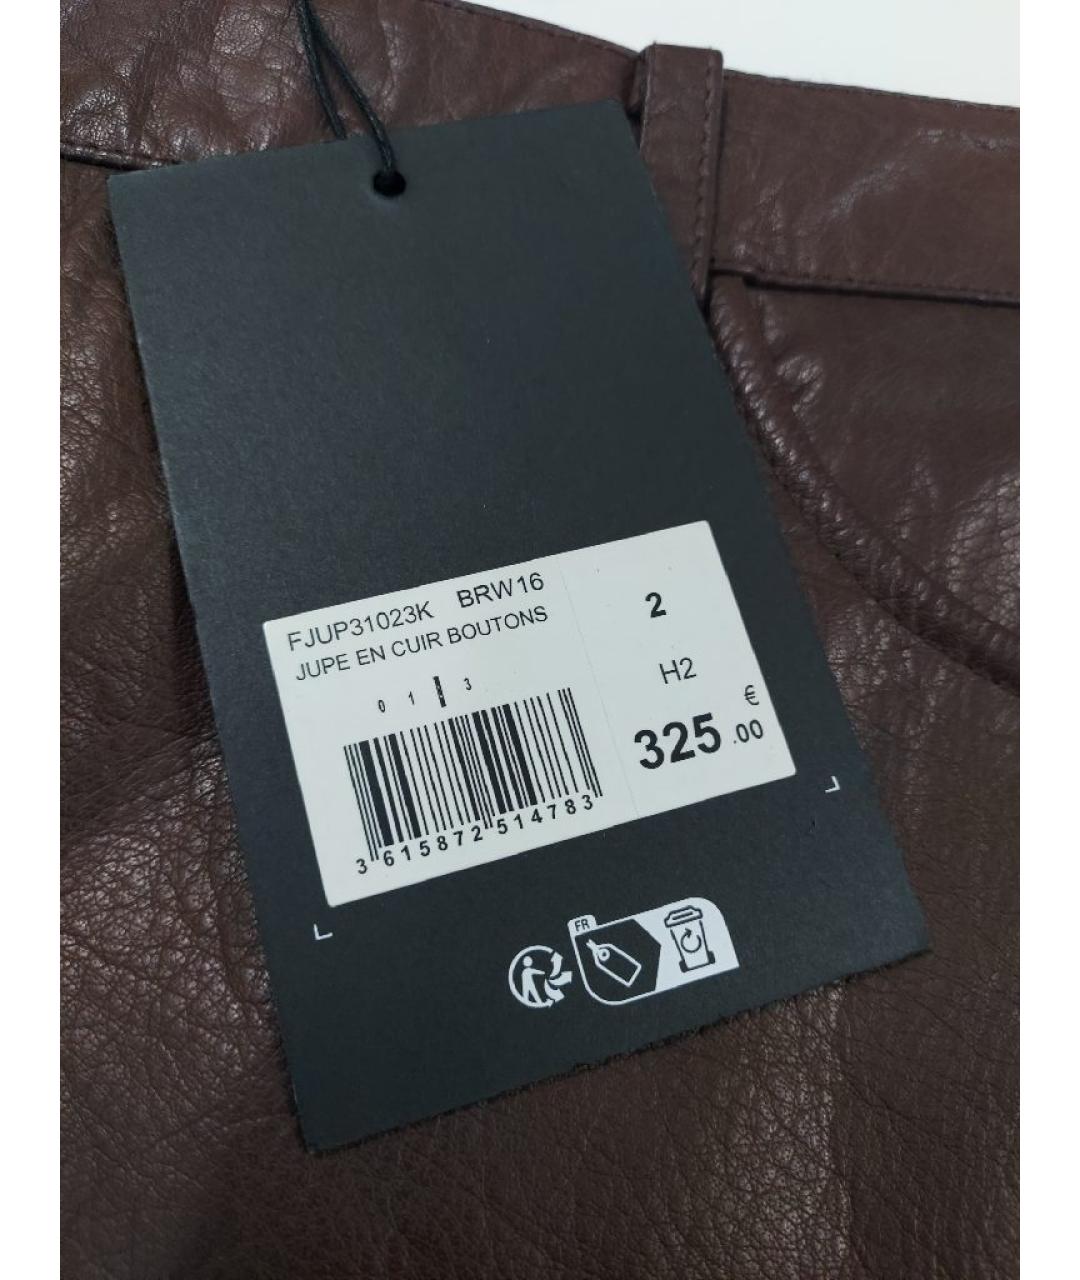 FJUP31023K BRW16
JUPE EN CUIR BOUTONS
0 1 3
3 615872 514783
2
H2
€
325.00
FR